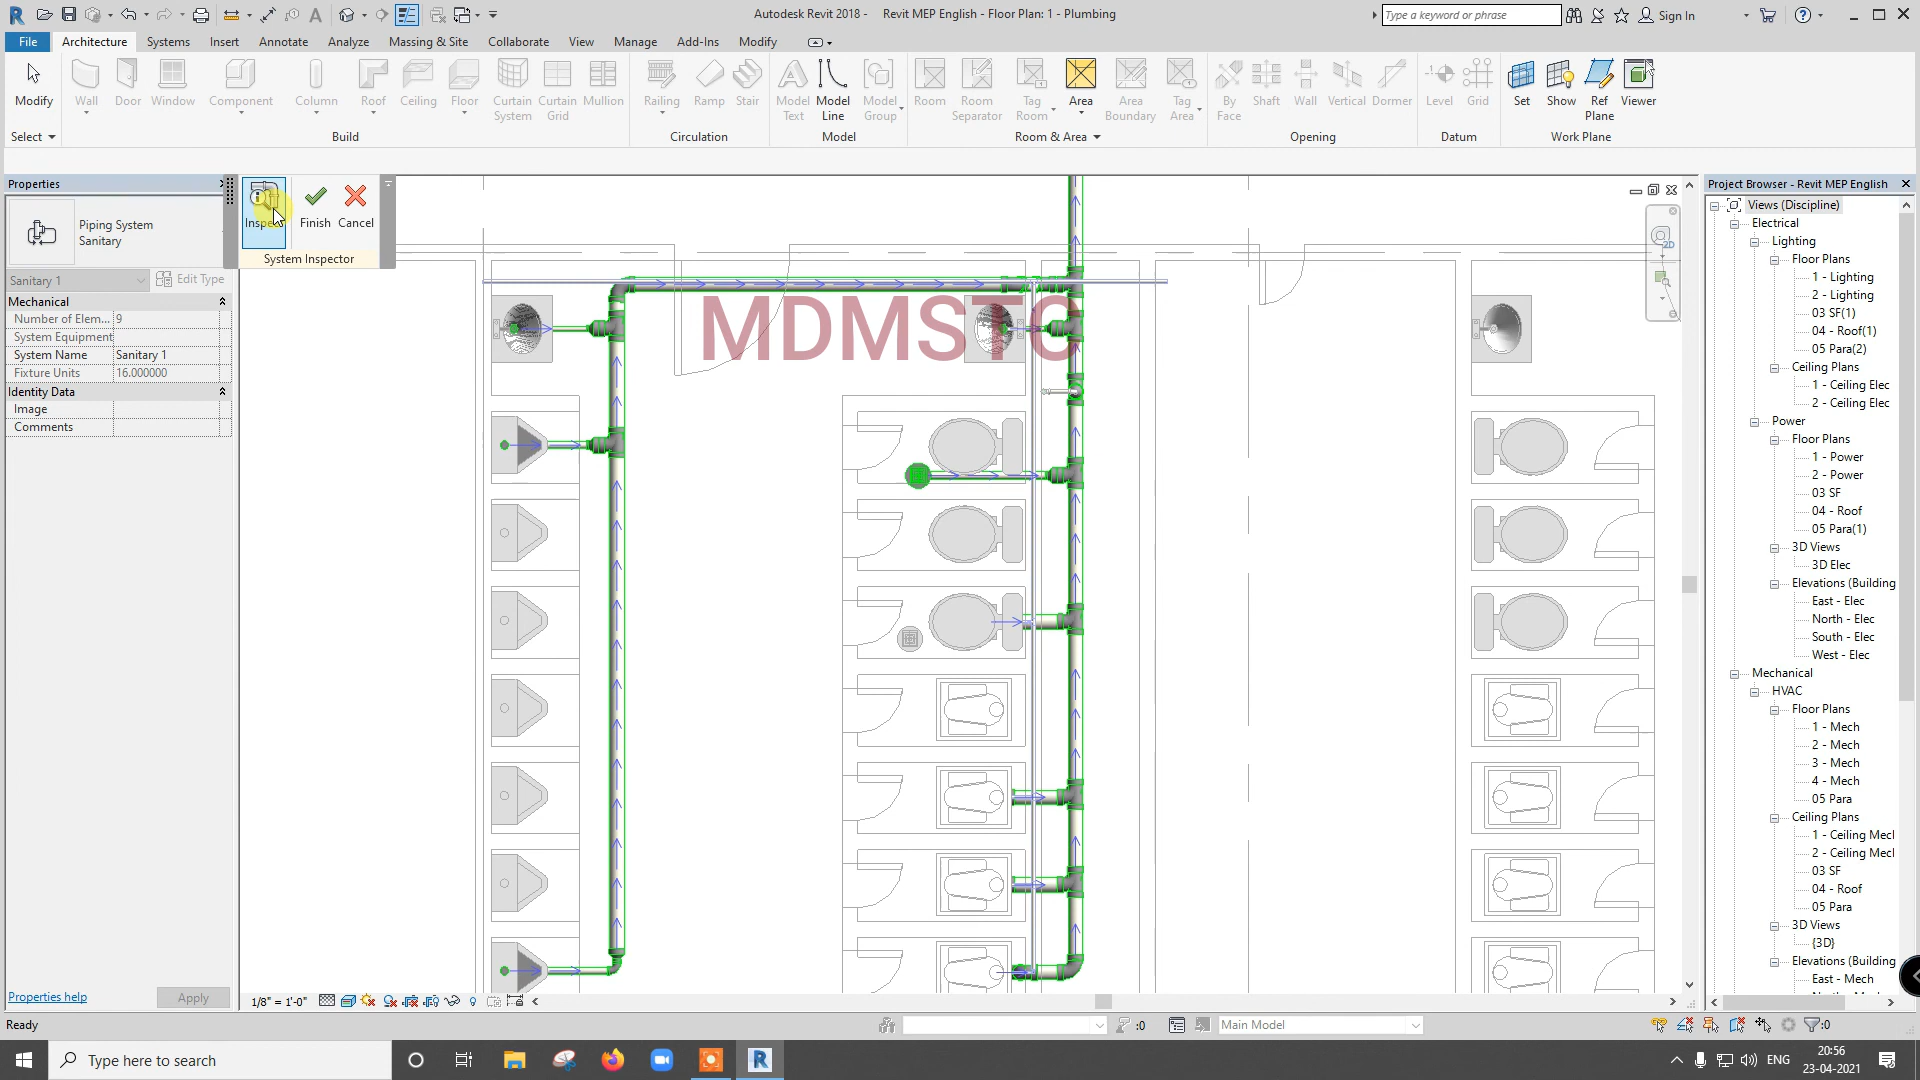 Autodesk Revit 2018 - Revit MEP English - Floor Plan: 1 - Plumbing
Type a keyword or phrase
Sign In
File Architecture Systems Insert Annotate Analyze Massing & Site Collaborate View Manage Add-Ins Modify
Modify Wall Door Window Component Column Roof Ceiling Floor Curtain System Curtain Grid Mullion Railing Ramp Stair Model Text Model Line Model Group Room Room Separator Tag Room Area Area Boundary Tag Area By Face Shaft Wall Vertical Dormer Level Grid Set Show Ref Plane Viewer
Select Build Circulation Model Room & Area Opening Datum Work Plane
Properties
Piping System
Sanitary
Sanitary 1 Edit Type
Mechanical
Number of Elem... 9
System Equipment
System Name Sanitary 1
Fixture Units 16.000000
Identity Data
Image
Comments
Properties help Apply
Finish Cancel
System Inspector
2D
MDMSTC
Project Browser - Revit MEP English
Views (Discipline)
Electrical
Lighting
Floor Plans
1 - Lighting
2 - Lighting
03 SF(1)
04 - Roof(1)
05 Para(2)
Ceiling Plans
1 - Ceiling Elec
2 - Ceiling Elec
Power
Floor Plans
1 - Power
2 - Power
03 SF
04 - Roof
05 Para(1)
3D Views
3D Elec
Elevations (Building
East - Elec
North - Elec
South - Elec
West - Elec
Mechanical
HVAC
Floor Plans
1 - Mech
2 - Mech
3 - Mech
4 - Mech
05 Para
Ceiling Plans
1 - Ceiling Mecl
2 - Ceiling Mecl
03 SF
04 - Roof
05 Para
3D Views
{3D}
Elevations (Building
East - Mech
1/8" = 1'-0"
Ready :0 Main Model :0
Type here to search
ENG
20:56
23-04-2021